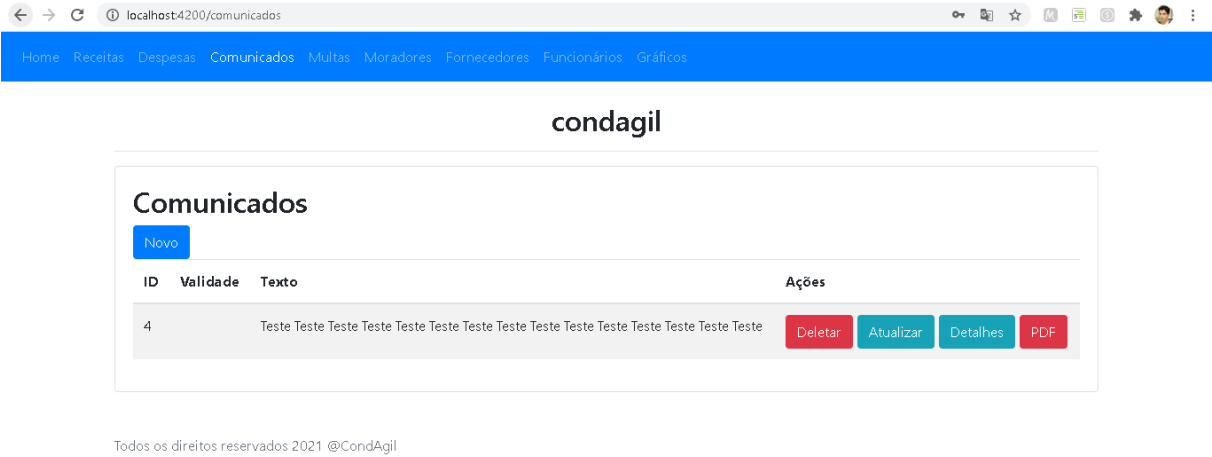 localhost:4200/comunicados
Home Receitas Despesas Comunicados Multas Moradores Fornecedores Funcionários Gráficos
condagil
Comunicados
Novo
ID Validade Texto Ações
4 Teste Teste Teste Teste Teste Teste Teste Teste Teste Teste Teste Teste Teste Teste Teste Deletar Atualizar Detalhes PDF
Todos os direitos reservados 2021 @CondAgil